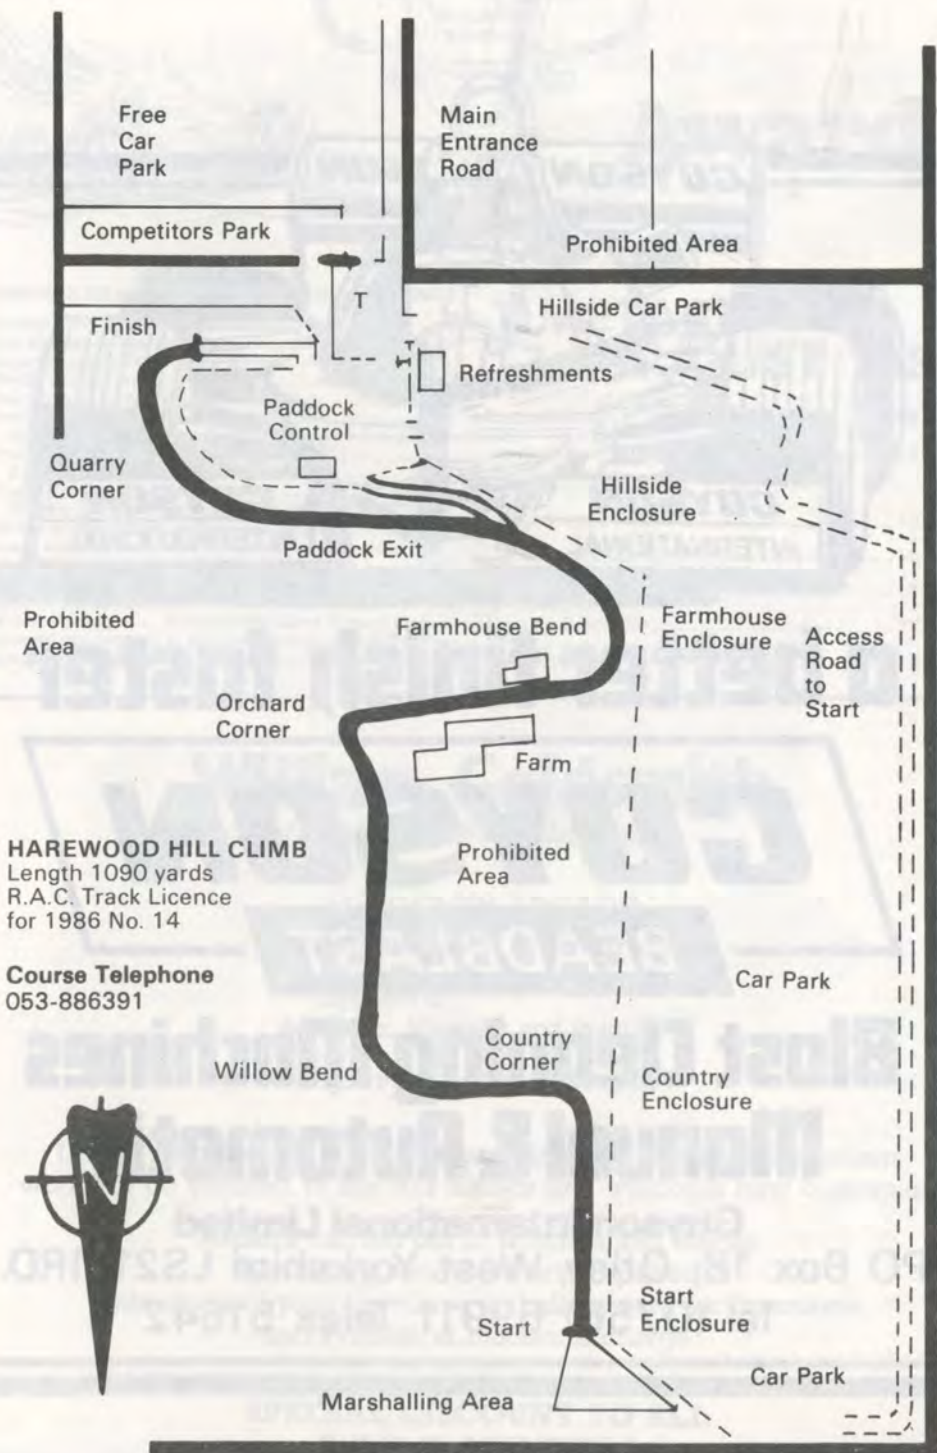 Free
Car
Park
Main
Entrance
Road
Competitors Park
Prohibited Area
T
Hillside Car Park
Finish
Refreshments
Paddock
Control
Quarry
Corner
Hillside
Enclosure
Paddock Exit
Prohibited
Area
Farmhouse Bend
Farmhouse
Enclosure
Access
Road
to
Start
Orchard
Corner
Farm
HAREWOOD HILL CLIMB
Length 1090 yards
R.A.C. Track Licence
for 1986 No. 14
Prohibited
Area
Course Telephone
053-886391
Car Park
Country
Corner
Willow Bend
Country
Enclosure
N
Start
Enclosure
Start
Car Park
Marshalling Area